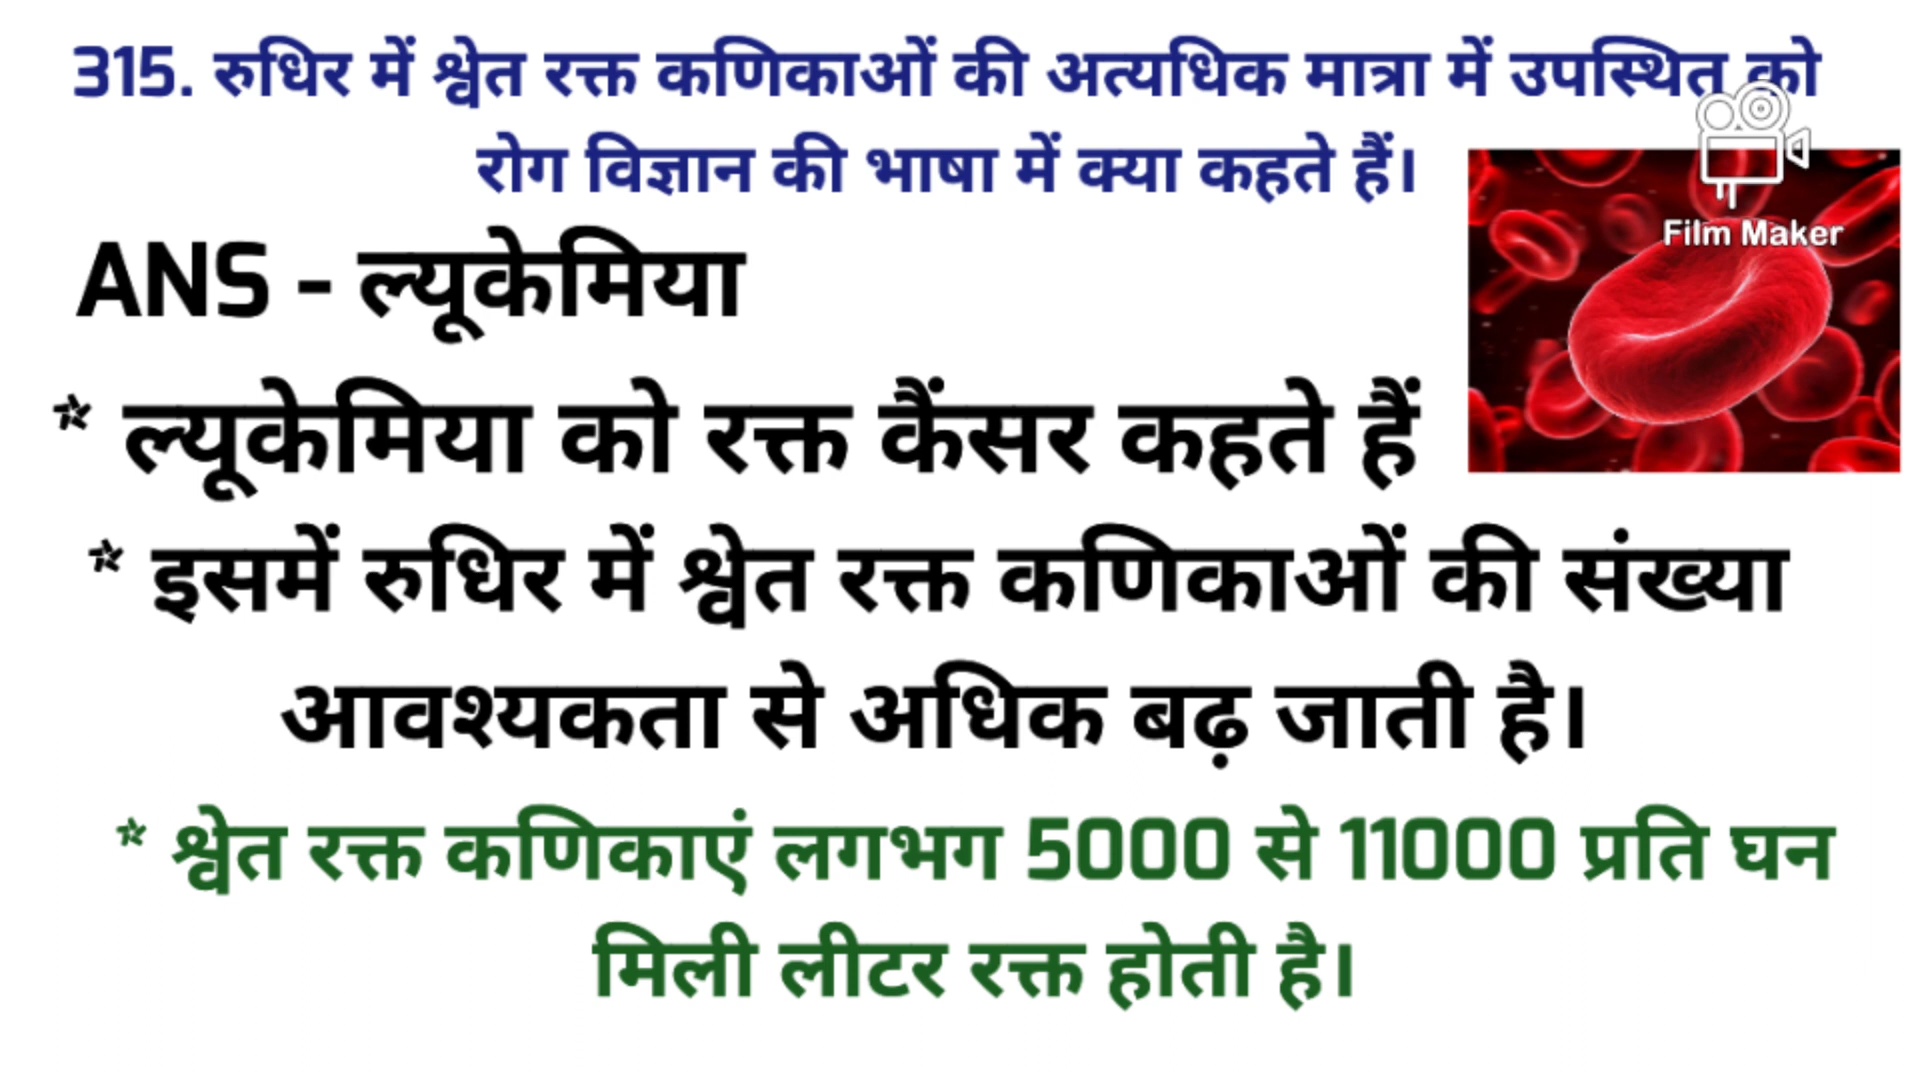 315. रुधिर में श्वेत रक्त कणिकाओं की अत्यधिक मात्रा में उपस्थित को
रोग विज्ञान की भाषा में क्या कहते हैं।
Film Maker
ANS - ल्यूकेमिया
* ल्यूकेमिया को रक्त कैंसर कहते हैं
* इसमें रुधिर में श्वेत रक्त कणिकाओं की संख्या
आवश्यकता से अधिक बढ़ जाती है।
* श्वेत रक्त कणिकाएं लगभग 5000 से 11000 प्रति घन
मिली लीटर रक्त होती है।